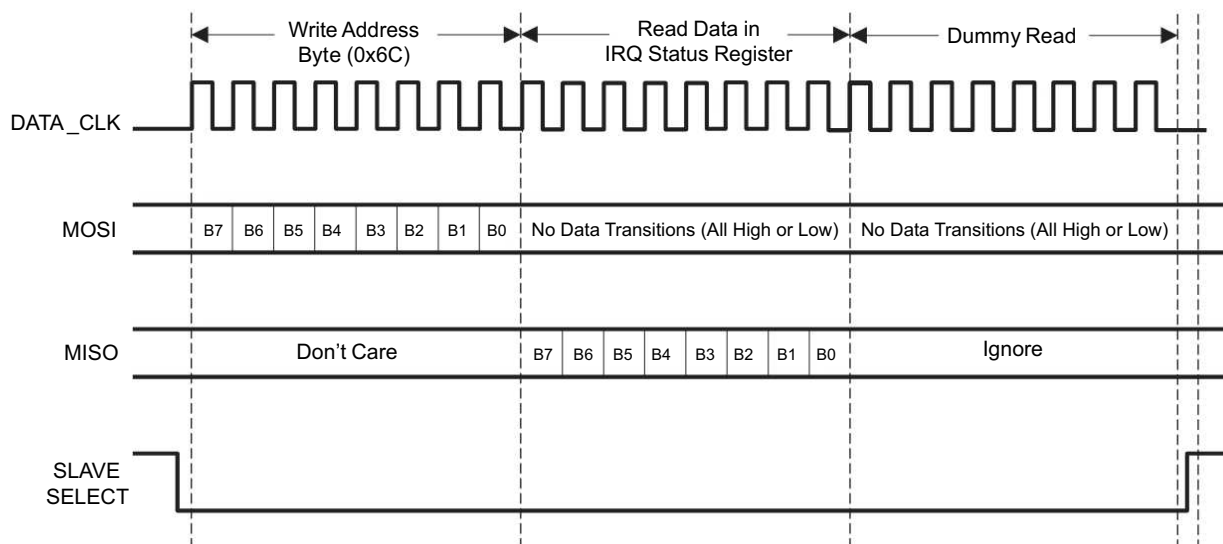 Write Address
Byte (0x6C)
Read Data in
IRQ Status Register
Dummy Read
DATA_CLK
MOSI
B7 B6 B5 B4 B3 B2 B1 B0 No Data Transitions (All High or Low) No Data Transitions (All High or Low)
MISO
Don't Care B7 B6 B5 B4 B3 B2 B1 B0 Ignore
SLAVE
SELECT